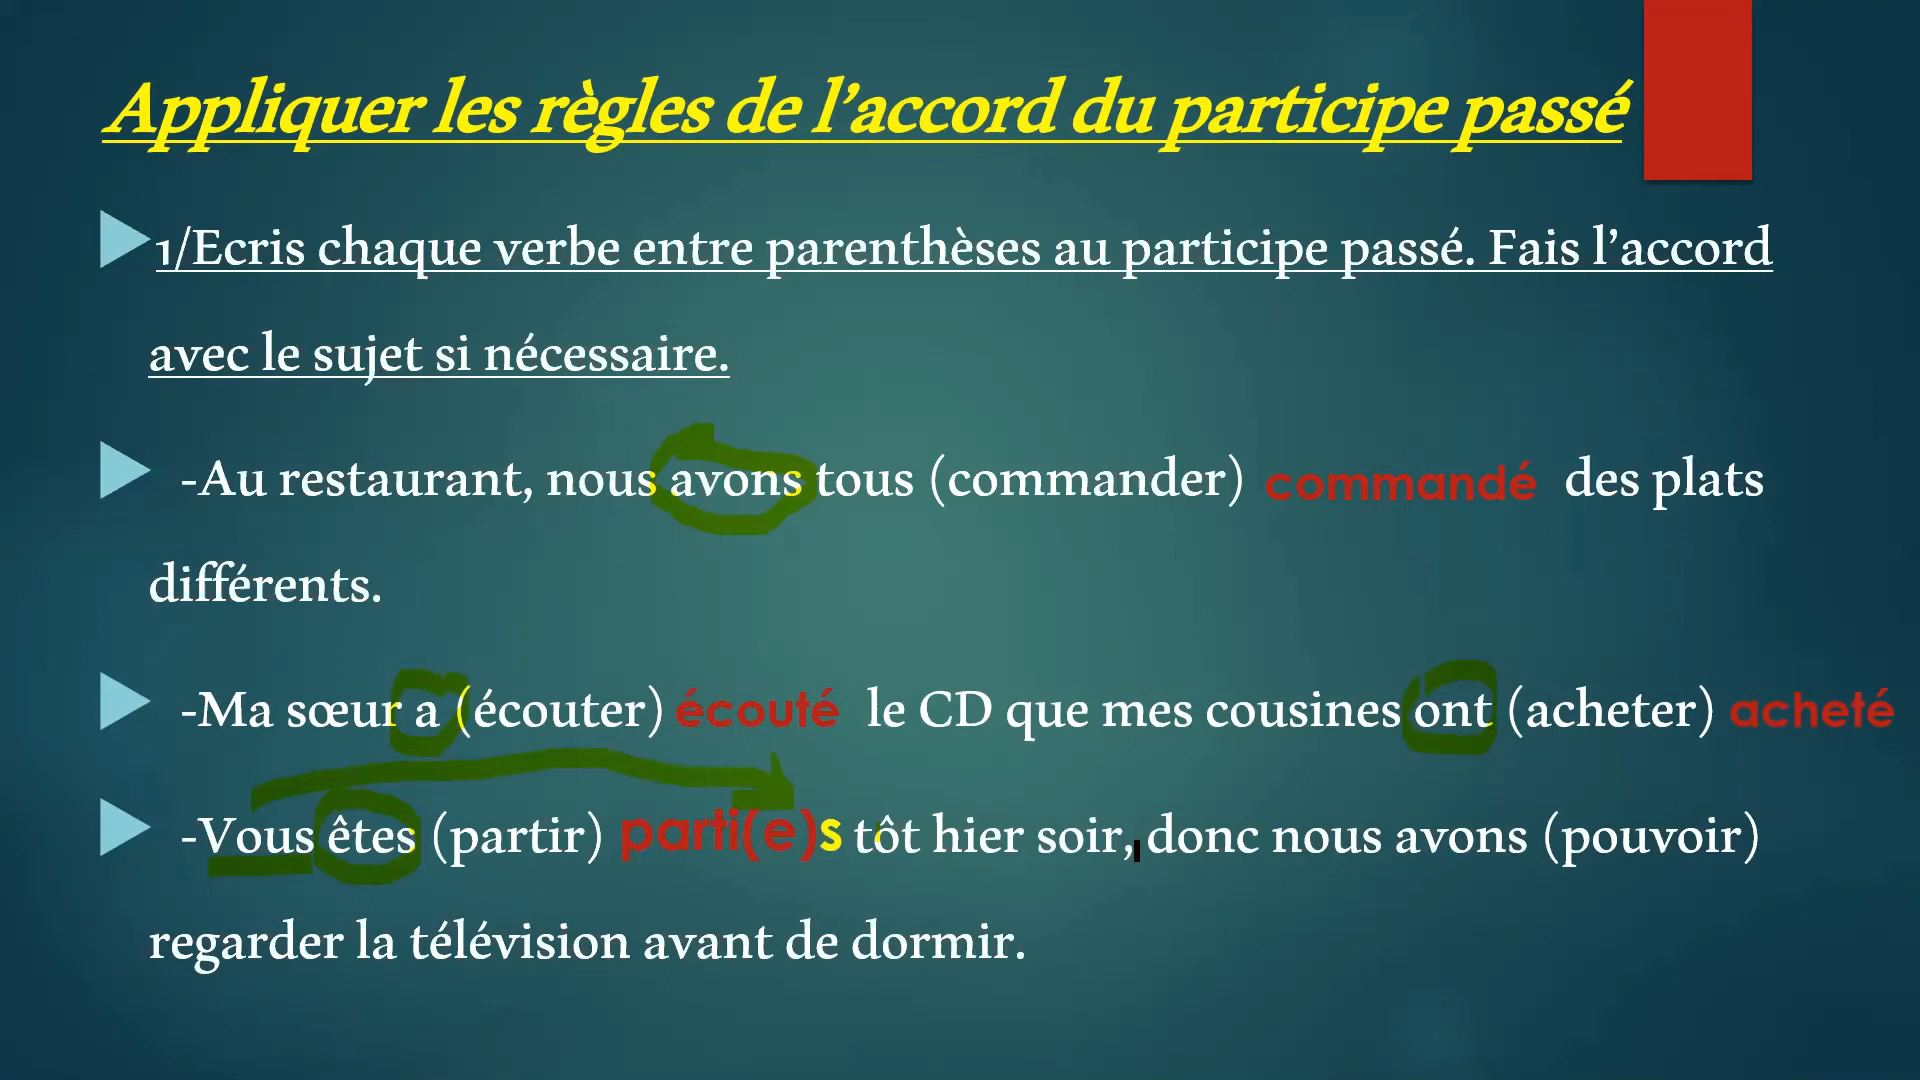 Appliquer les règles de l’accord du participe passé
1/Ecris chaque verbe entre parenthèses au participe passé. Fais l’accord
avec le sujet si nécessaire.
-Au restaurant, nous avons tous (commander) commandé des plats
différents.
-Ma sœur a (écouter) écouté le CD que mes cousines ont (acheter) acheté
-Vous êtes (partir) parti(e)s tôt hier soir, donc nous avons (pouvoir)
regarder la télévision avant de dormir.